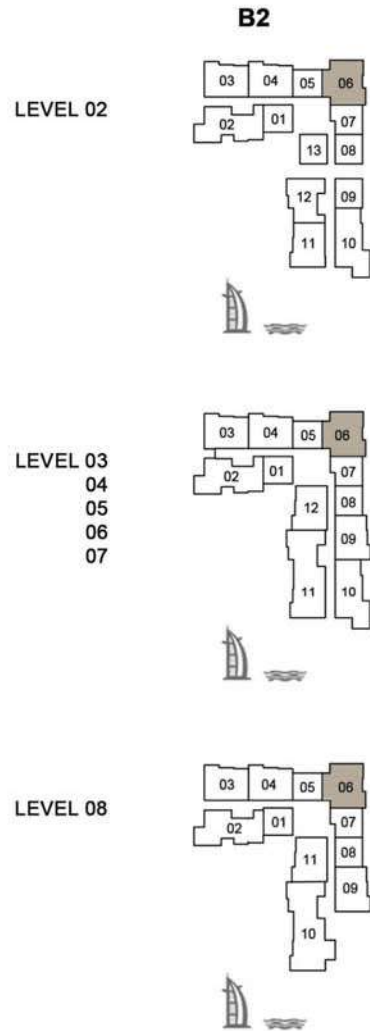 B2
LEVEL 02
03 04 05 06
02 01 07
13 08
12 09
11 10
LEVEL 03
04
05
06
07
03 04 05 06
02 01 07
12 08
09
11 10
LEVEL 08
03 04 05 06
02 01 07
11 08
09
10